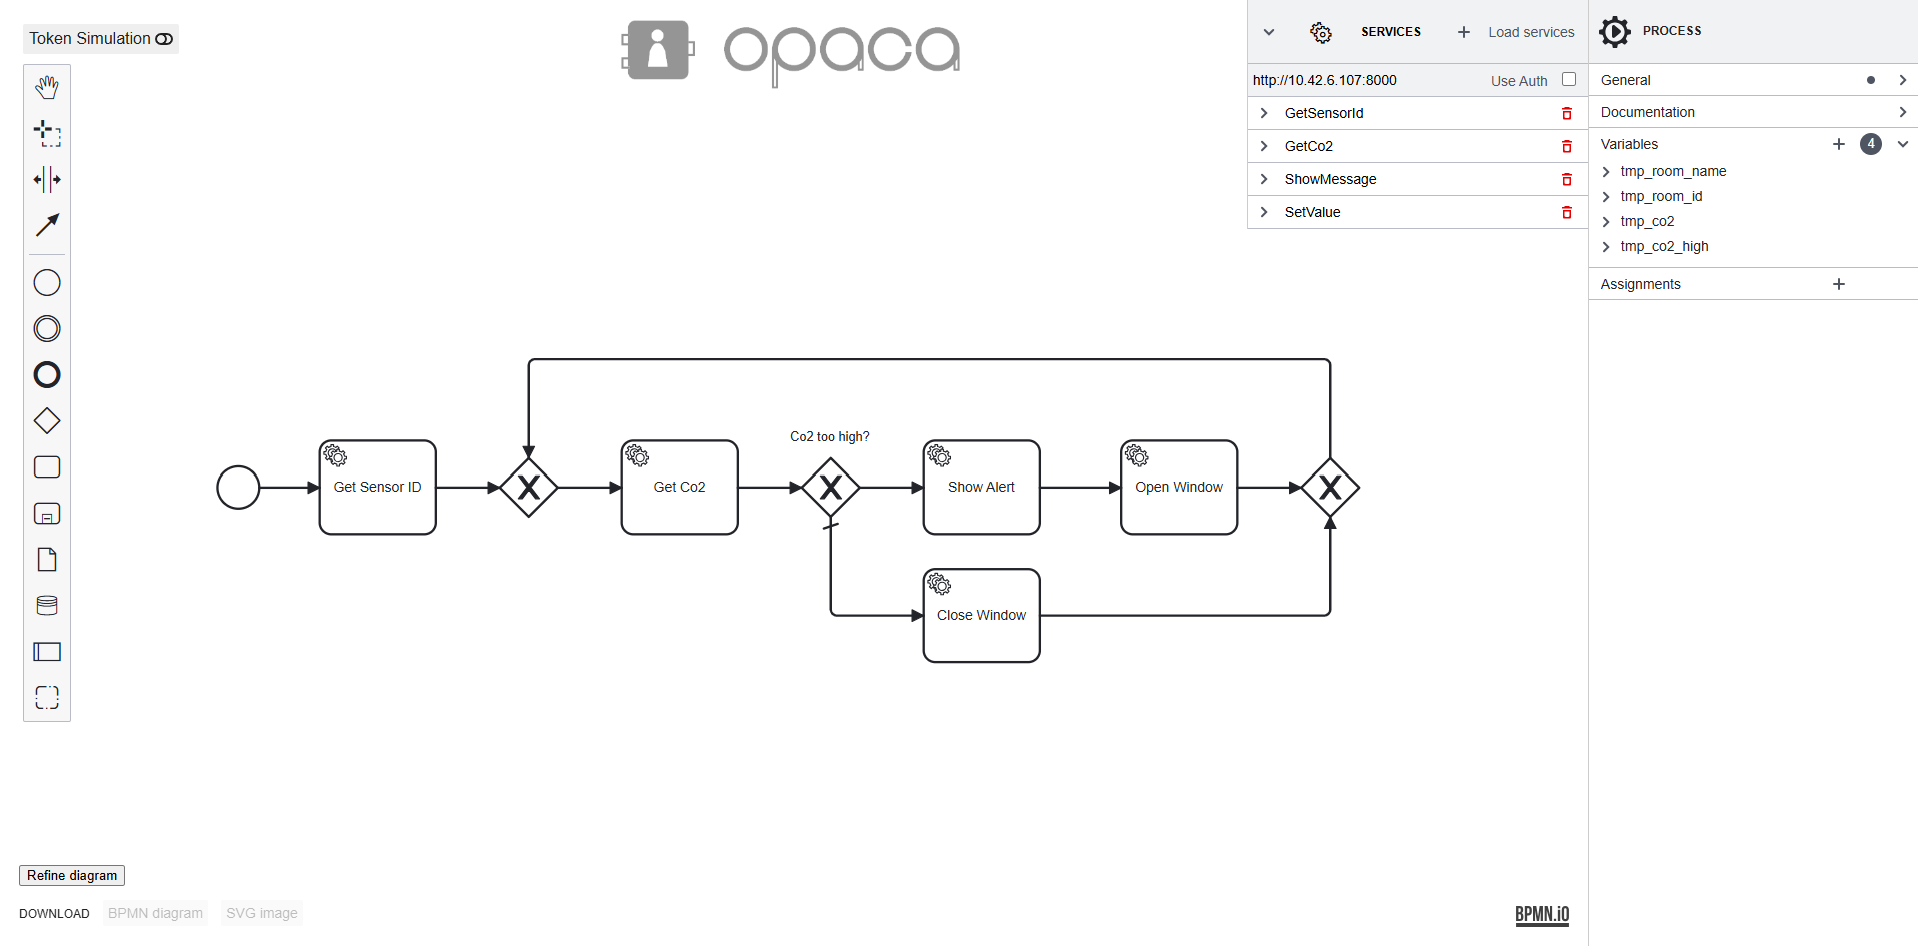 Token Simulation
opaca
SERVICES
Load services
PROCESS
http://10.42.6.107:8000
Use Auth
GetSensorId
GetCo2
ShowMessage
SetValue
General
Documentation
Variables
4
tmp_room_name
tmp_room_id
tmp_co2
tmp_co2_high
Assignments
Co2 too high?
Get Sensor ID
Get Co2
Show Alert
Open Window
Close Window
Refine diagram
DOWNLOAD
BPMN diagram
SVG image
BPMN.iO